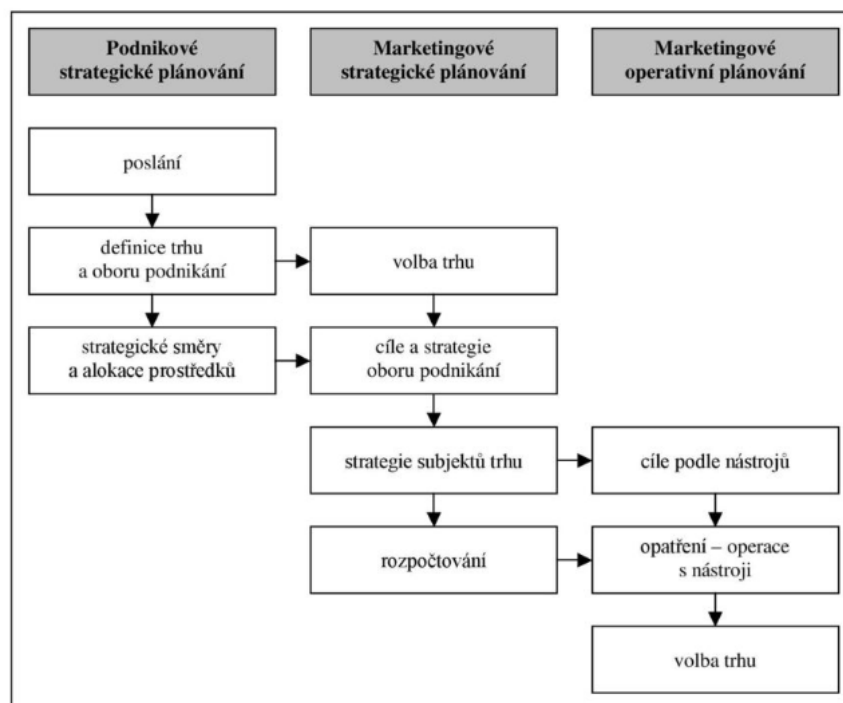 Podnikové
strategické plánování
Marketingové
strategické plánování
Marketingové
operativní plánování
poslání
definice trhu
a oboru podnikání
volba trhu
strategické směry
a alokace prostředků
cíle a strategie
oboru podnikání
strategie subjektů trhu
cíle podle nástrojů
rozpočtování
opatření – operace
s nástroji
volba trhu